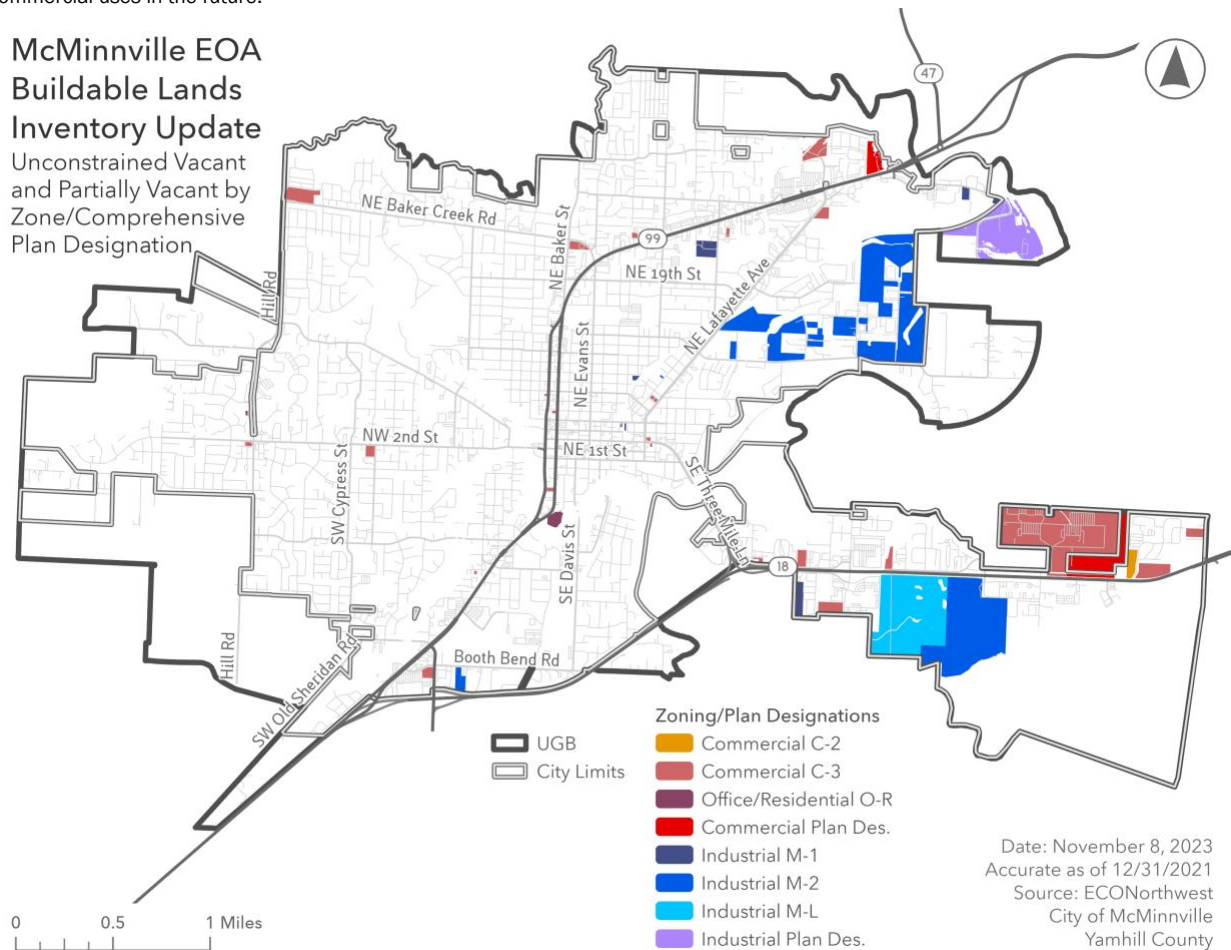 ommercial uses in the future.
McMinnville EOA
Buildable Lands
Inventory Update
Unconstrained Vacant
and Partially Vacant by
Zone/Comprehensive
Plan Designation
47
NE Baker Creek Rd
NE Baker St
99
NE 19th St
Hill Rd
NE Lafayette Ave
NE Evans St
NW 2nd St
NE 1st St
SW Cypress St
SE Three Mile Ln
SE Davis St
18
Hill Rd
SW Old Sheridan Rd
Booth Bend Rd
UGB
City Limits
Zoning/Plan Designations
Commercial C-2
Commercial C-3
Office/Residential O-R
Commercial Plan Des.
Industrial M-1
Industrial M-2
Industrial M-L
Industrial Plan Des.
Date: November 8, 2023
Accurate as of 12/31/2021
Source: ECONorthwest
City of McMinnville
Yamhill County
0 0.5 1 Miles